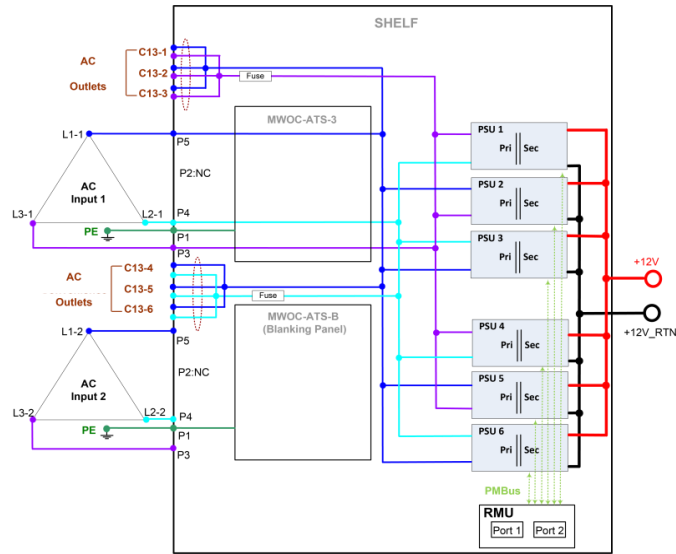 SHELF
AC
Outlets
C13-1
C13-2
C13-3
Fuse
MWOC-ATS-3
L1-1
P5
P2:NC
AC
Input 1
L3-1
L2-1
P4
PE
P1
P3
PSU 1
Pri
Sec
PSU 2
Pri
Sec
PSU 3
Pri
Sec
AC
Outlets
C13-4
C13-5
C13-6
Fuse
+12V
+12V_RTN
MWOC-ATS-B
(Blanking Panel)
L1-2
P5
P2:NC
AC
Input 2
L3-2
L2-2
P4
PE
P1
P3
PSU 4
Pri
Sec
PSU 5
Pri
Sec
PSU 6
Pri
Sec
PMBus
RMU
Port 1
Port 2